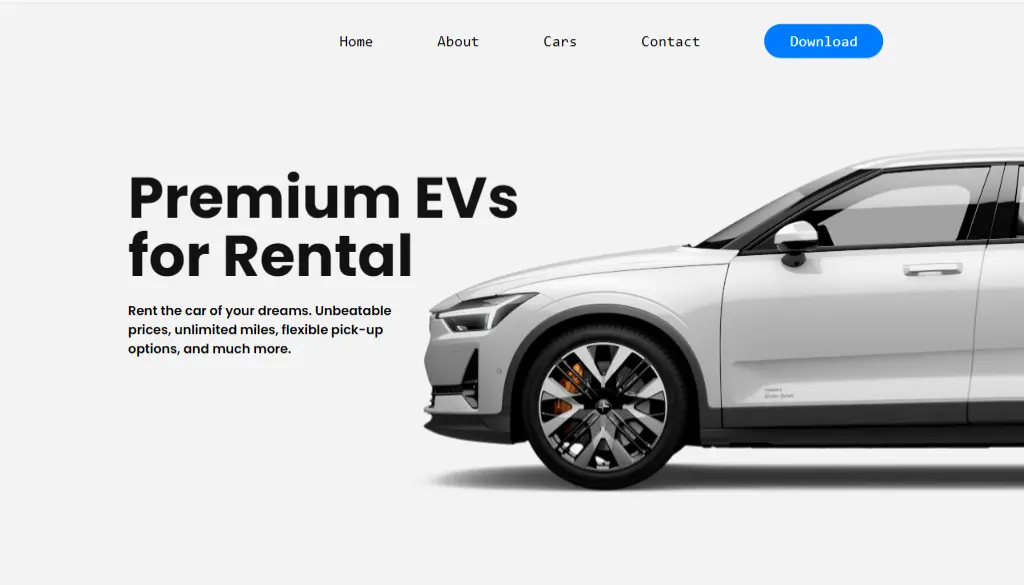 Home About Cars Contact Download
Premium EVs
for Rental
Rent the car of your dreams. Unbeatable
prices, unlimited miles, flexible pick-up
options, and much more.